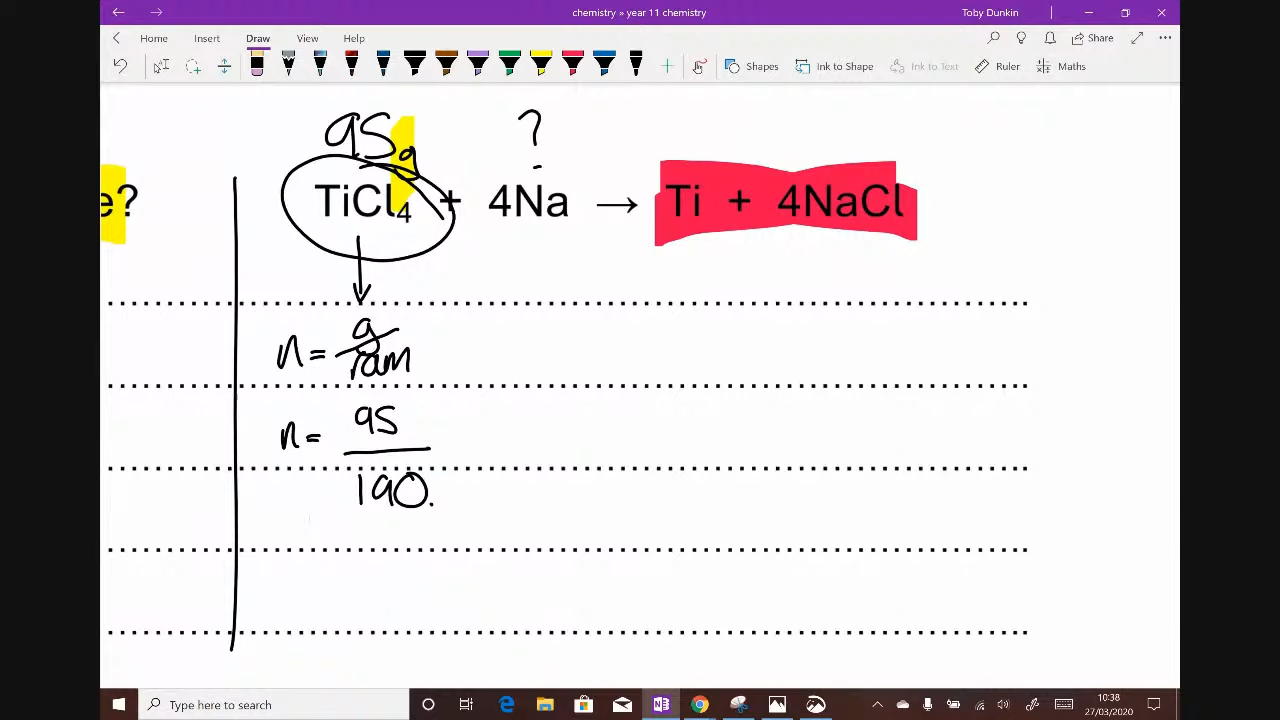 chemistry » year 11 chemistry
Toby Dunkin
Home Insert Draw View Help
Share
Shapes
Ink to Shape
Ink to Text
Ruler
Maths
95g ?
e? TiCl₄ + 4Na → Ti + 4NaCl
n = g/ram
n = 95
190.
Type here to search
10:38
27/03/2020